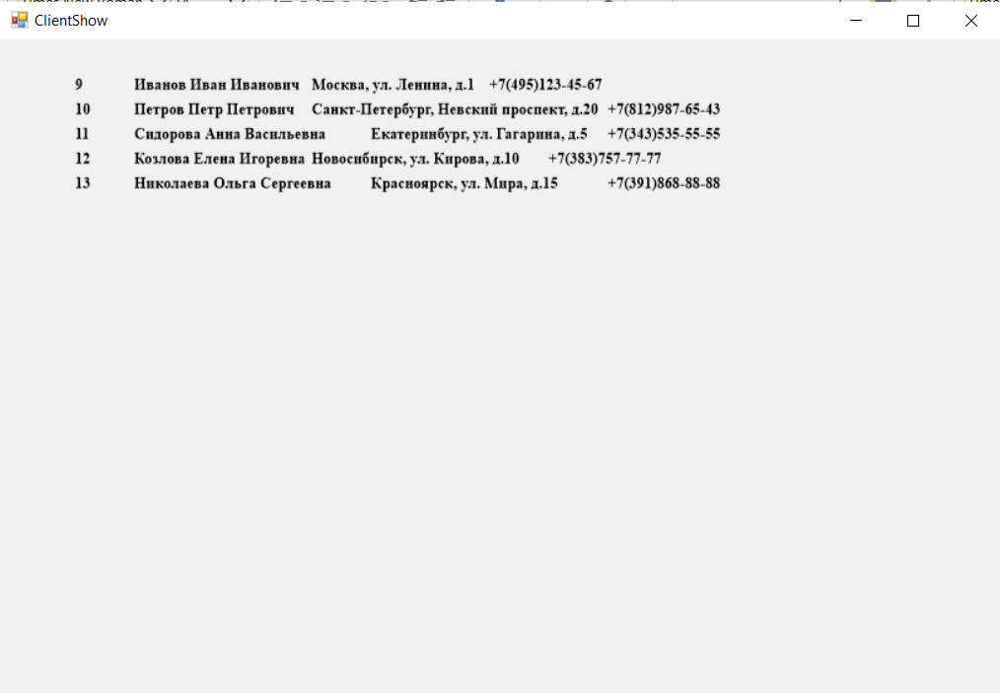 ClientShow
9 Иванов Иван Иванович Москва, ул. Ленина, д.1 +7(495)123-45-67
10 Петров Петр Петрович Санкт-Петербург, Невский проспект, д.20 +7(812)987-65-43
11 Сидорова Анна Васильевна Екатеринбург, ул. Гагарина, д.5 +7(343)535-55-55
12 Козлова Елена Игоревна Новосибирск, ул. Кирова, д.10 +7(383)757-77-77
13 Николаева Ольга Сергеевна Красноярск, ул. Мира, д.15 +7(391)868-88-88